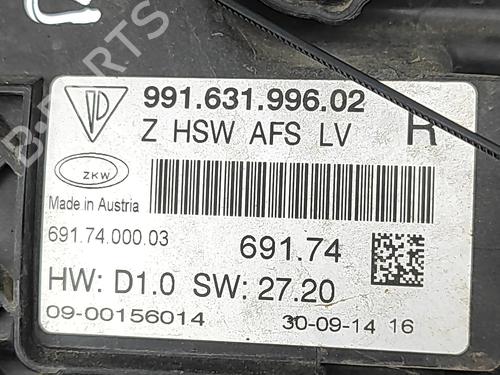 991.631.996.02
Z HSW AFS LV R
ZKW
Made in Austria
691.74.000.03
691.74
HW: D1.0 SW: 27.20
09-00156014
30-09-14 16